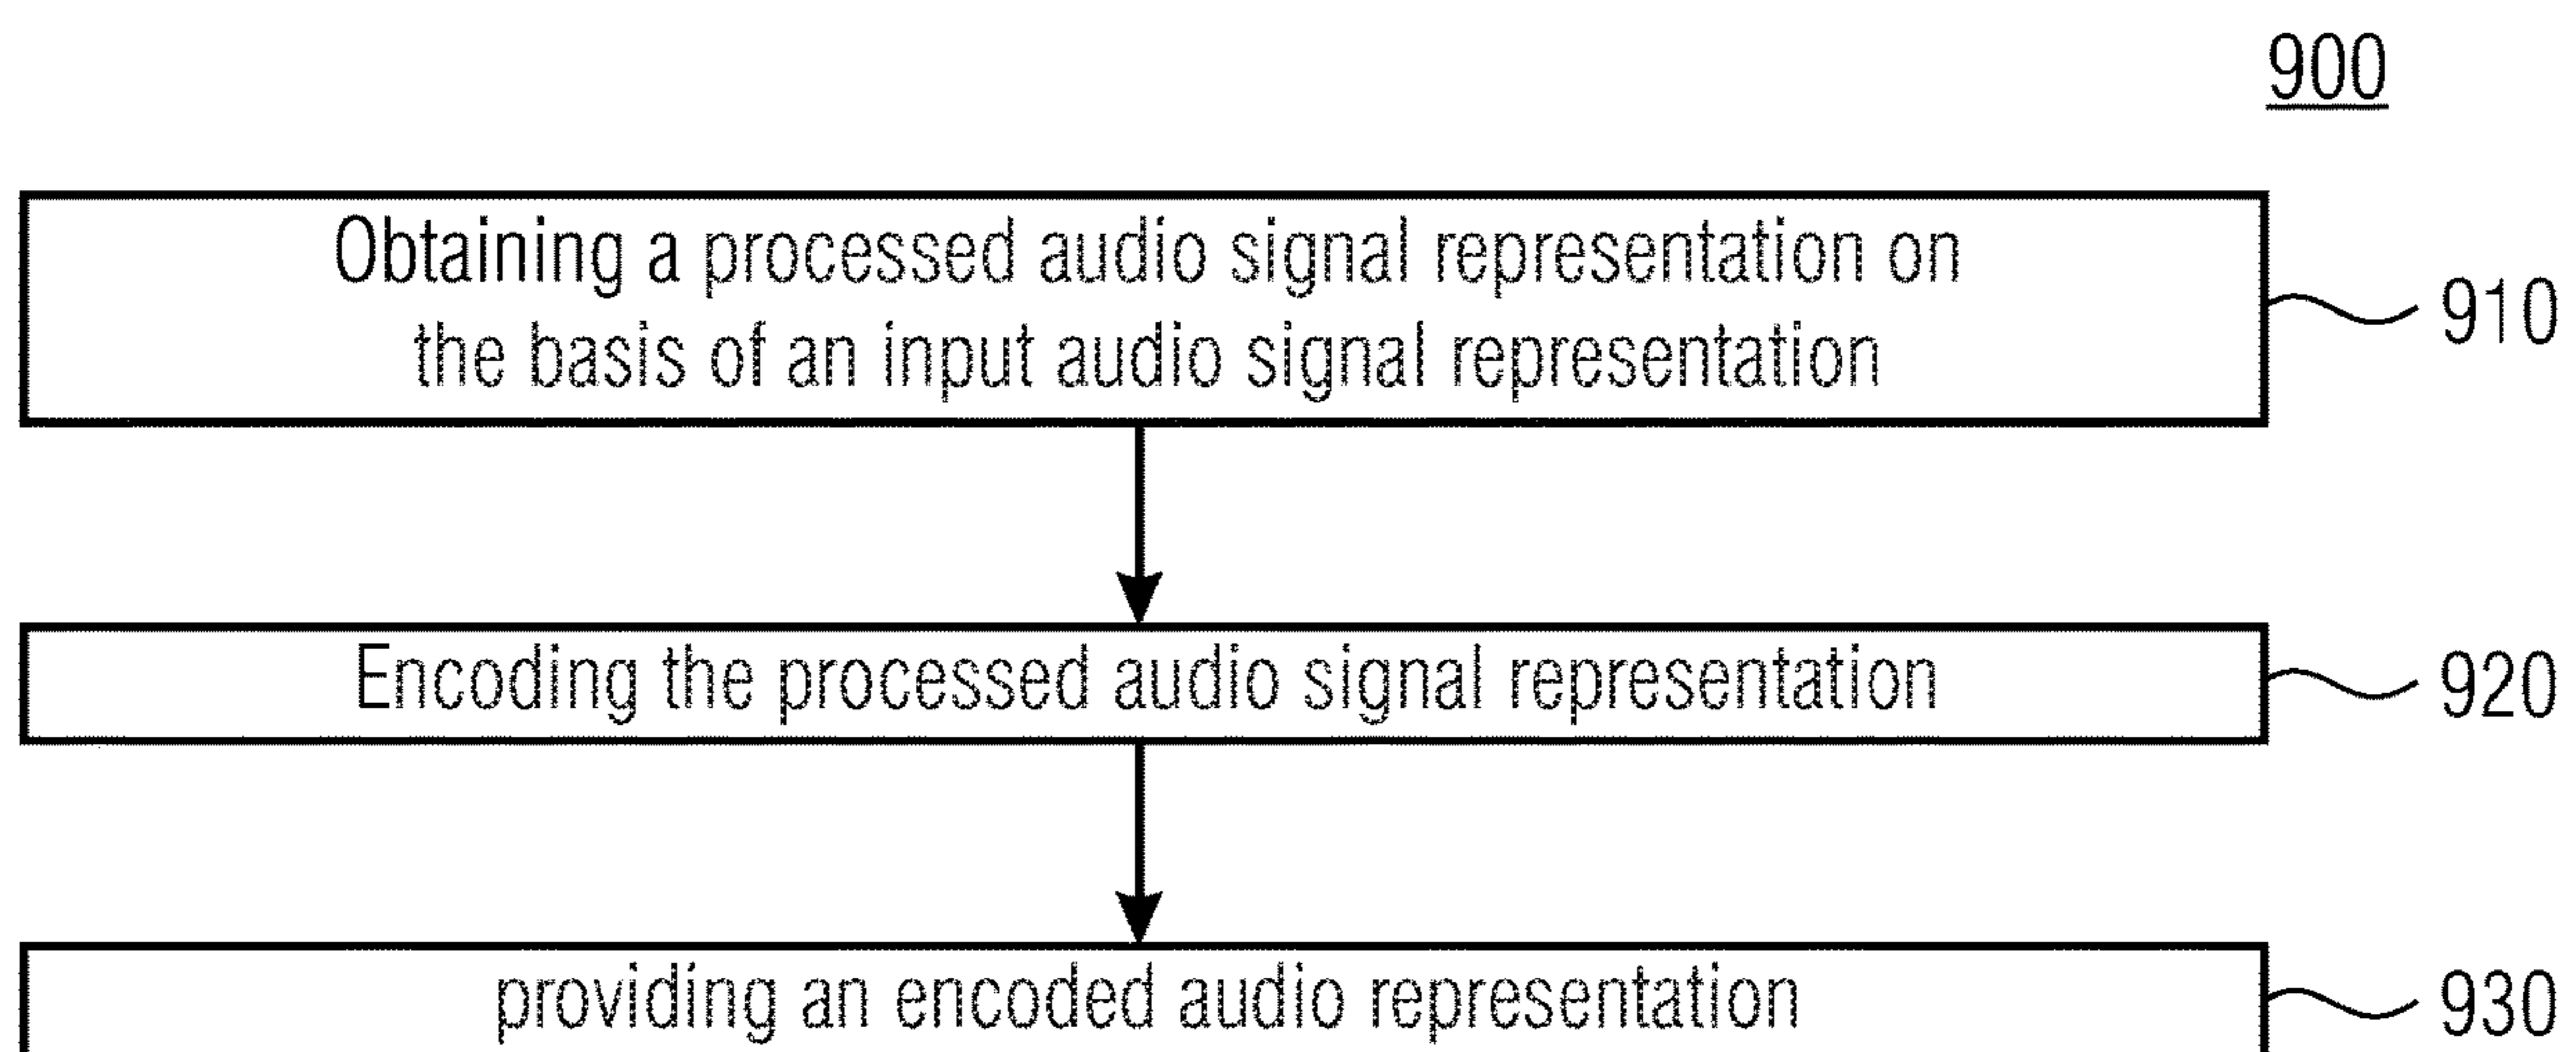 900
Obtaining a processed audio signal representation on
the basis of an input audio signal representation
910
Encoding the processed audio signal representation
920
providing an encoded audio representation
930